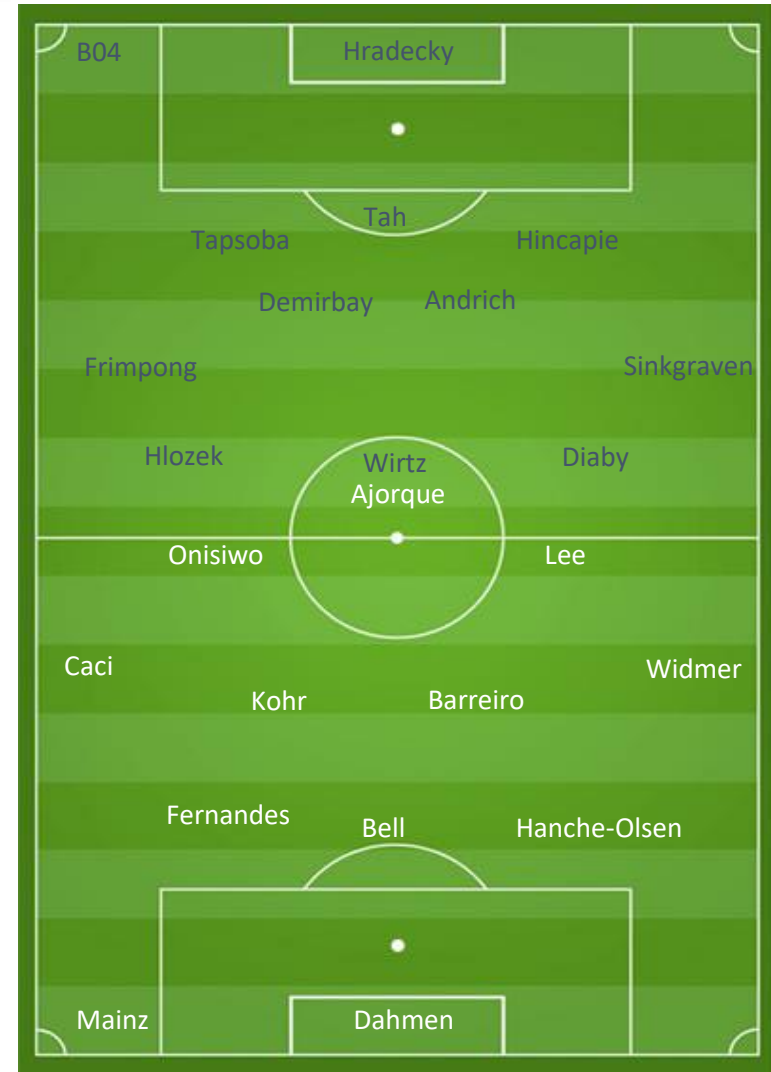 B04 Hradecky
Tah
Tapsoba Hincapie
Demirbay Andrich
Frimpong Sinkgraven
Hlozek Wirtz Diaby
Ajorque
Onisiwo Lee
Caci Widmer
Kohr Barreiro
Fernandes Bell Hanche-Olsen
Mainz Dahmen